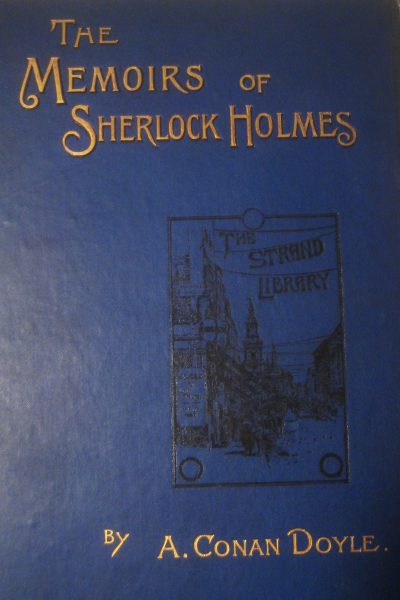 THE
MEMOIRS OF
SHERLOCK HOLMES
THE
STRAND
LIBRARY
BY A. CONAN DOYLE.